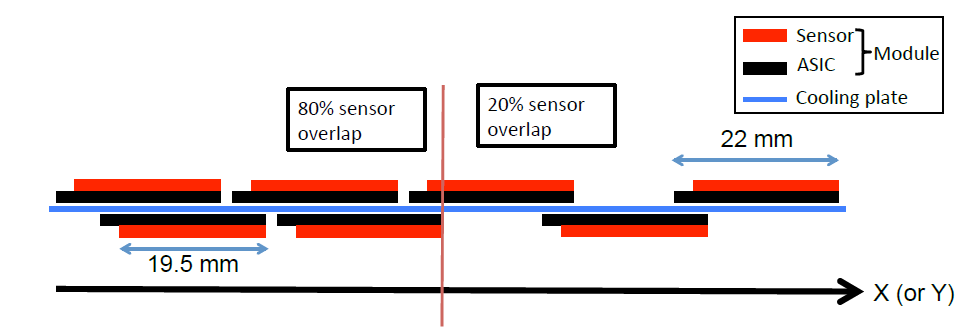 Sensor
Module
ASIC
Cooling plate
80% sensor
overlap
20% sensor
overlap
22 mm
19.5 mm
X (or Y)